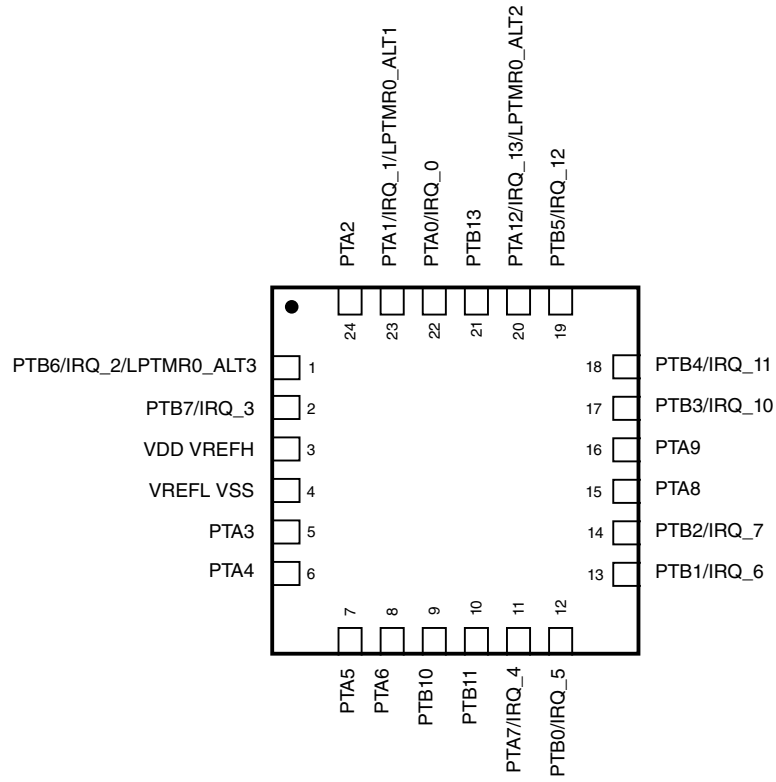 PTA2
PTA1/IRQ_1/LPTMR0_ALT1
PTA0/IRQ_0
PTB13
PTA12/IRQ_13/LPTMR0_ALT2
PTB5/IRQ_12
24
23
22
21
20
19
PTB6/IRQ_2/LPTMR0_ALT3 1
PTB7/IRQ_3 2
VDD VREFH 3
VREFL VSS 4
PTA3 5
PTA4 6
18 PTB4/IRQ_11
17 PTB3/IRQ_10
16 PTA9
15 PTA8
14 PTB2/IRQ_7
13 PTB1/IRQ_6
7
8
9
10
11
12
PTA5
PTA6
PTB10
PTB11
PTA7/IRQ_4
PTB0/IRQ_5